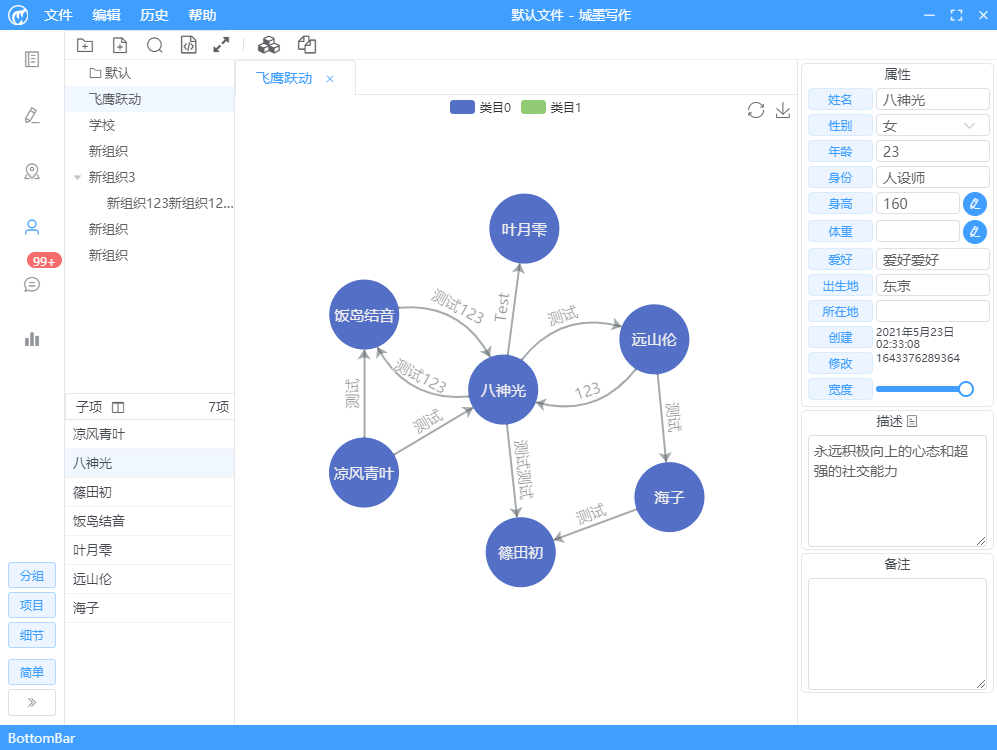 文件 编辑 历史 帮助
默认文件 - 城墨写作
99+
分组
项目
细节
简单
默认
飞鹰跃动
学校
新组织
新组织3
新组织123新组织12...
新组织
新组织
子项 7项
凉风青叶
八神光
篠田初
饭岛结音
叶月雫
远山伦
海子
飞鹰跃动 ×
类目0 类目1
叶月雫
饭岛结音
测试123
Test
测试
远山伦
测试123
八神光
123
测试
测试
测试
凉风青叶
测试测试
海子
测试
篠田初
属性
姓名 八神光
性别 女
年龄 23
身份 人设师
身高 160
体重
爱好 爱好爱好
出生地 东京
所在地
创建 2021年5月23日
02:33:08
修改 1643376289364
宽度
描述
永远积极向上的心态和超
强的社交能力
备注
BottomBar